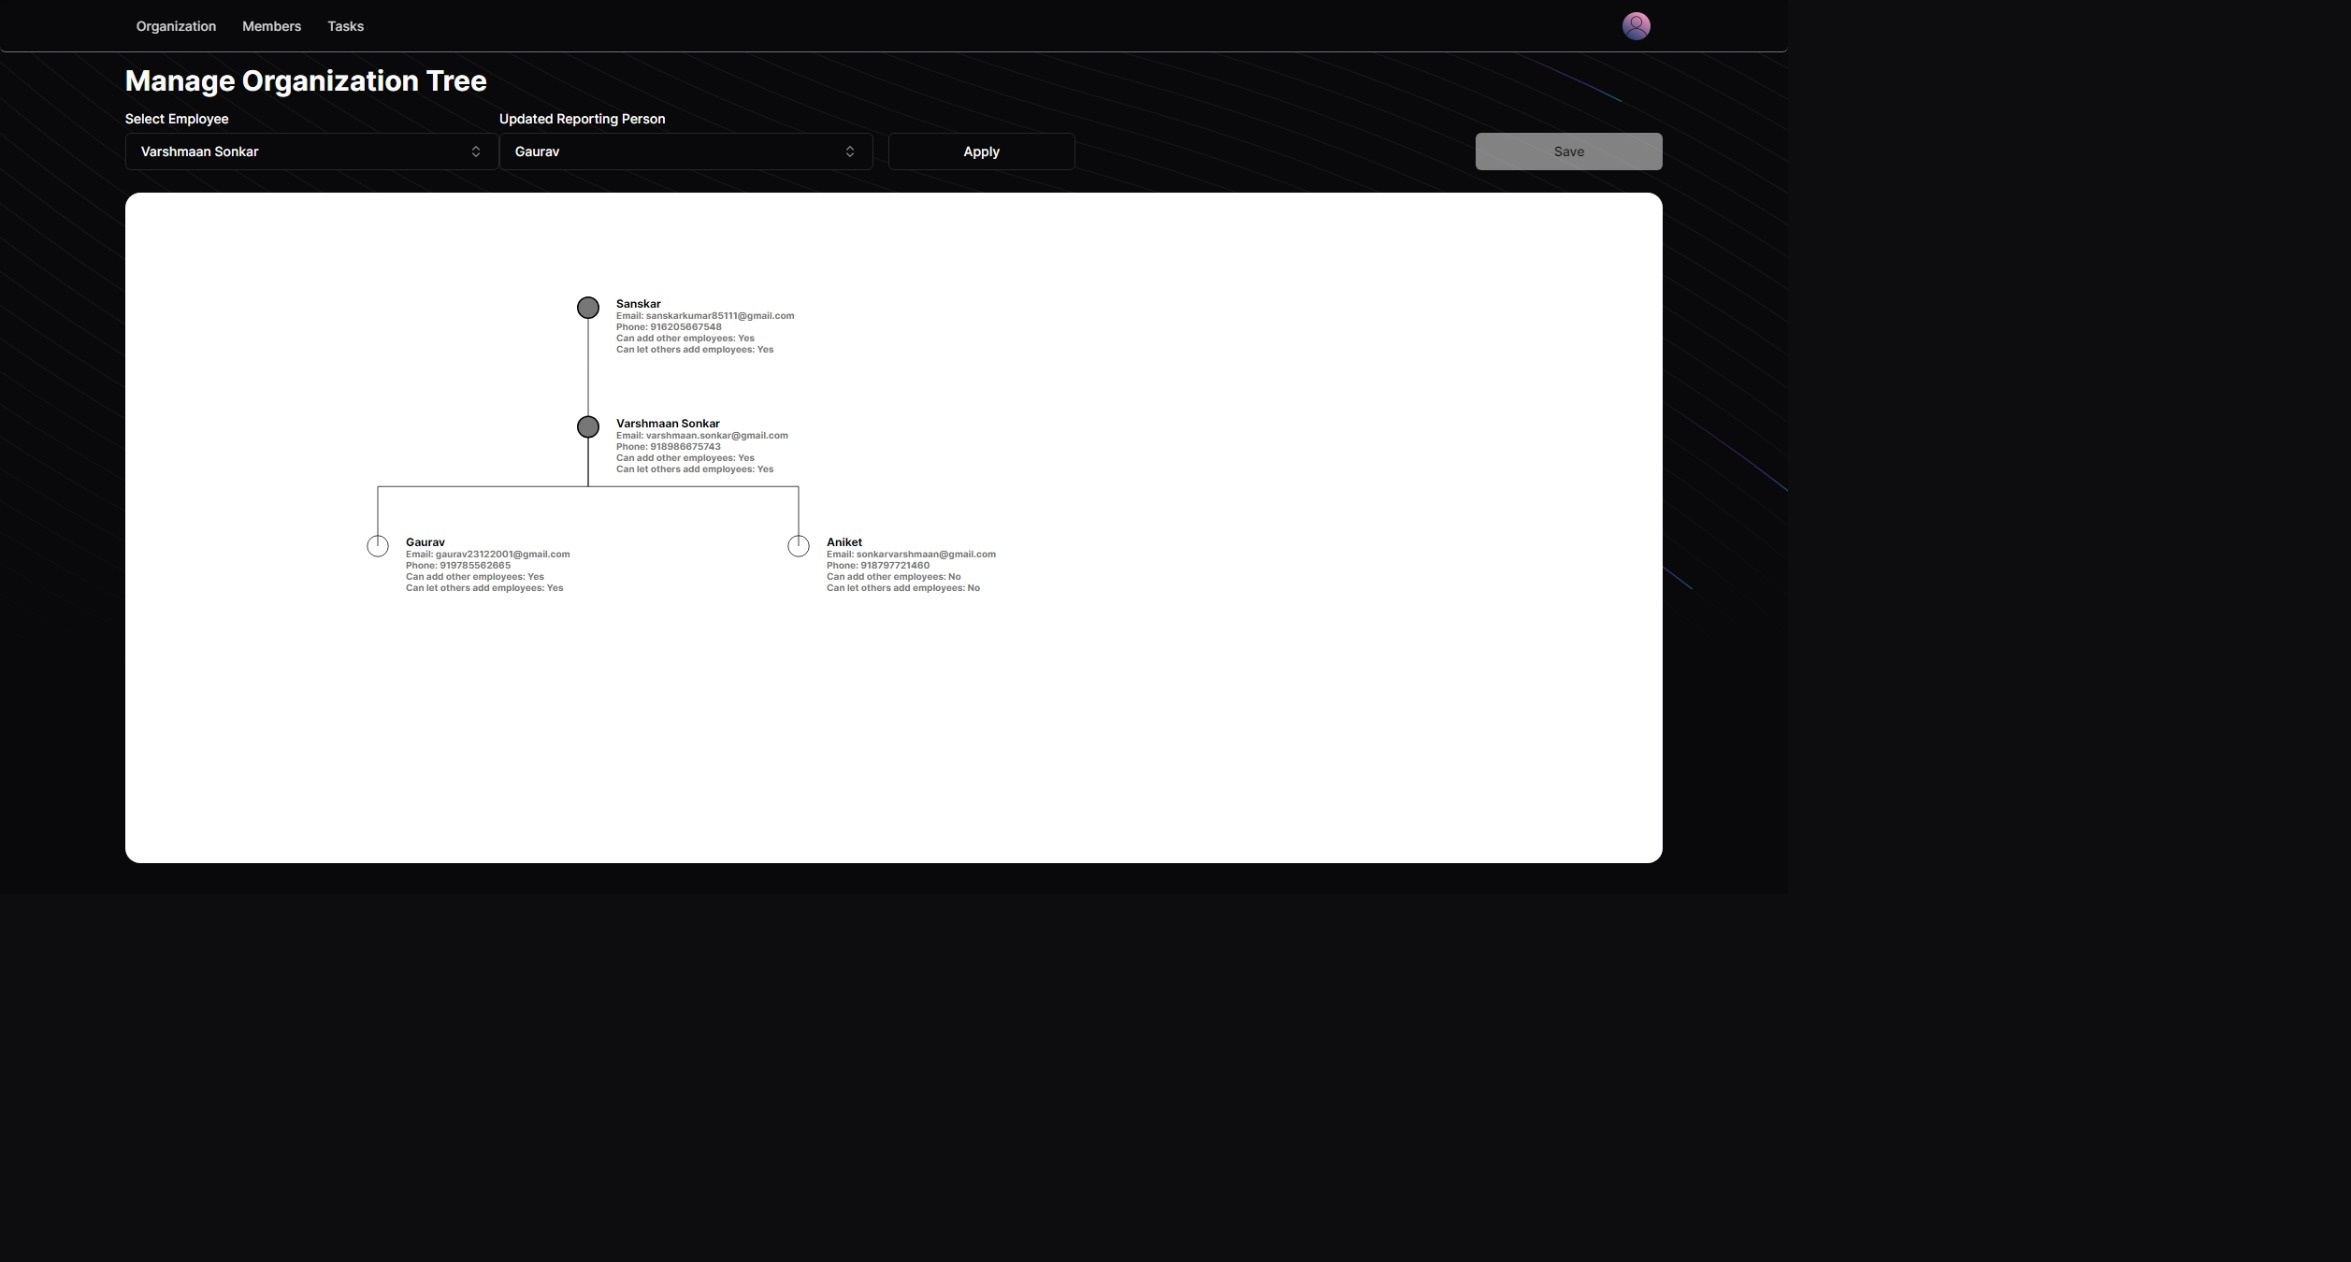 Organization Members Tasks
Manage Organization Tree
Select Employee
Updated Reporting Person
Varshmaan Sonkar
Gaurav
Apply
Save
Sanskar
Email: sanskarkumar85111@gmail.com
Phone: 916205667548
Can add other employees: Yes
Can let others add employees: Yes
Varshmaan Sonkar
Email: varshmaan.sonkar@gmail.com
Phone: 918986675743
Can add other employees: Yes
Can let others add employees: Yes
Gaurav
Email: gaurav23122001@gmail.com
Phone: 919785562665
Can add other employees: Yes
Can let others add employees: Yes
Aniket
Email: sonkarvarshmaan@gmail.com
Phone: 918797721460
Can add other employees: No
Can let others add employees: No